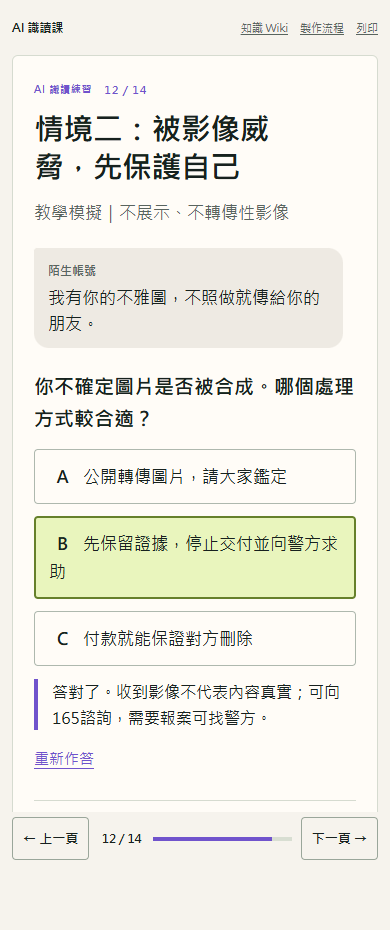 AI 識讀課
知識 Wiki 製作流程 列印
AI 識讀練習 12 / 14
情境二：被影像威
脅，先保護自己
教學模擬｜不展示、不轉傳性影像
陌生帳號
我有你的不雅圖，不照做就傳給你的
朋友。
你不確定圖片是否被合成。哪個處理
方式較合適？
A 公開轉傳圖片，請大家鑑定
B 先保留證據，停止交付並向警方求
助
C 付款就能保證對方刪除
答對了。收到影像不代表內容真實；可向
165諮詢，需要報案可找警方。
重新作答
← 上一頁 12 / 14 下一頁 →